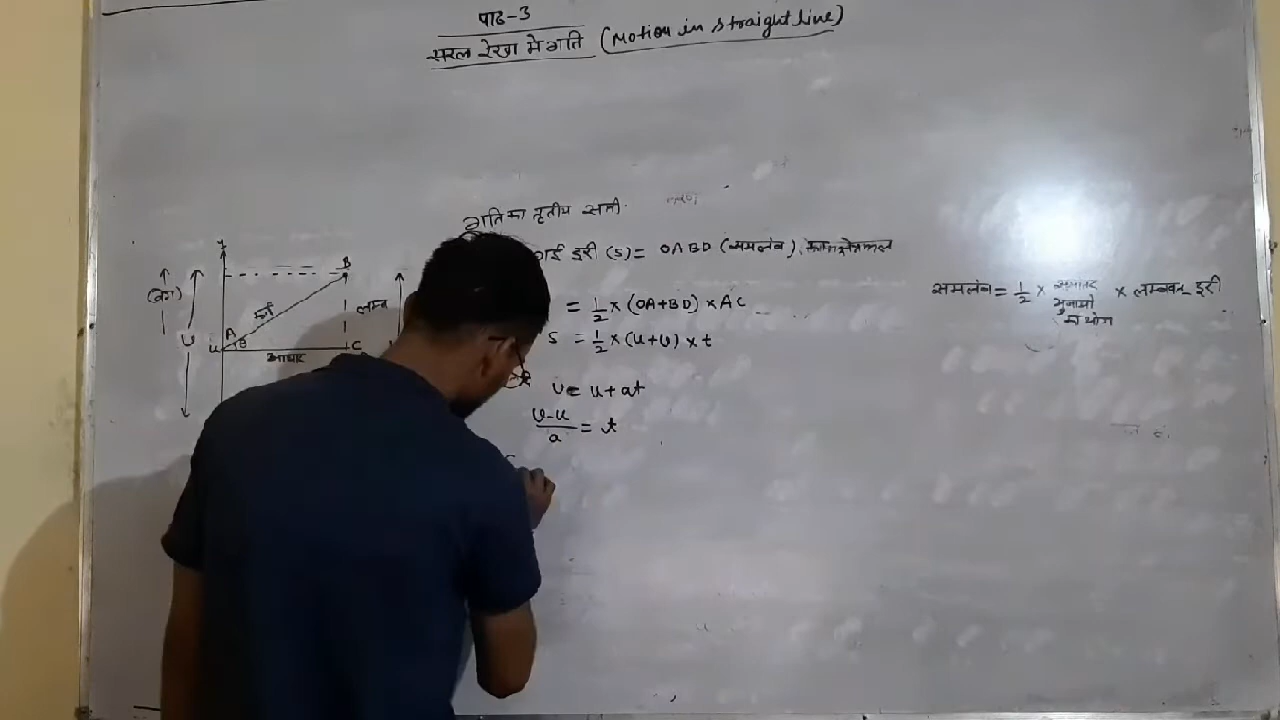 पाठ-3
सरल रेखा मे गति (Motion in straight line)
गति का तृतीय
दूरी (s) = OABD (समलंब) का क्षेत्रफल
= 1/2 × (OA+BD) × AC
S = 1/2 × (u+v) × t
v = u + at
v-u/a = t
समलंब = 1/2 × समांतर भुजाओ का योग × लम्बवत दूरी
y
B
(वेग)
कर्ण
लम्ब
U
A
θ
u
आधार
C